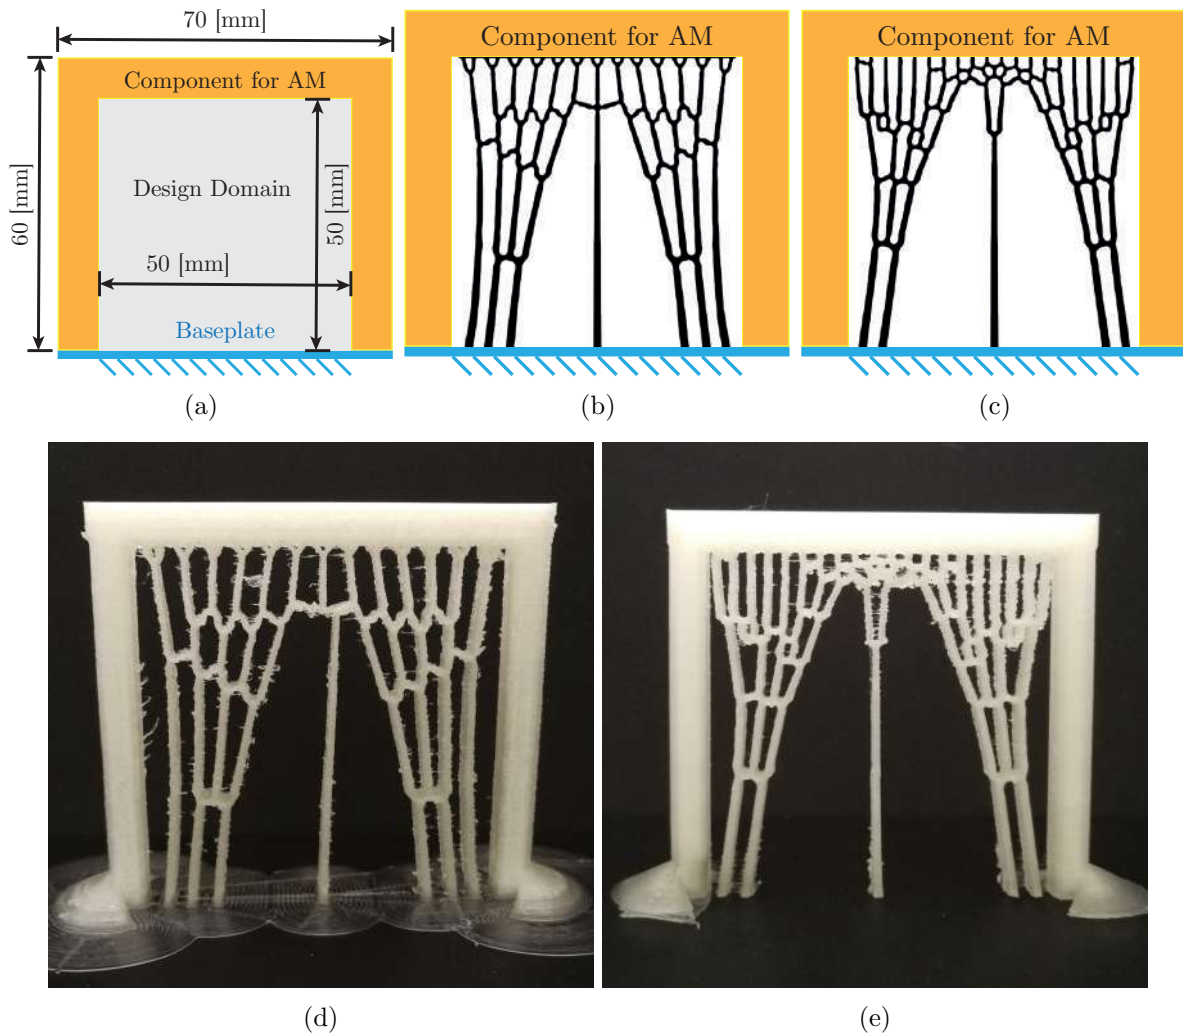 70 [mm]
Component for AM
60 [mm]
Design Domain
50 [mm]
50 [mm]
Baseplate
(a)
Component for AM
(b)
Component for AM
(c)
(d)
(e)